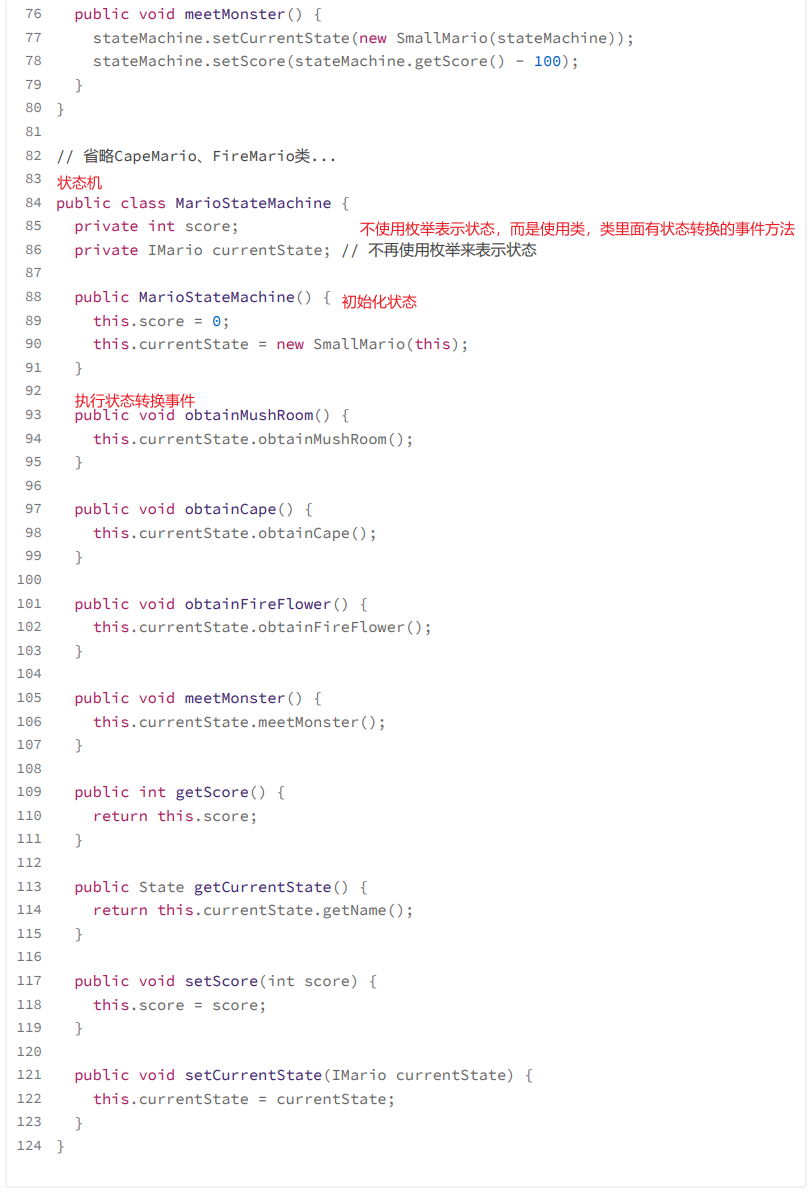 76 public void meetMonster() {
77 stateMachine.setCurrentState(new SmallMario(stateMachine));
78 stateMachine.setScore(stateMachine.getScore() - 100);
79 }
80 }
81
82 // 省略CapeMario、FireMario类...
83 状态机
84 public class MarioStateMachine {
85 private int score; 不使用枚举表示状态，而是使用类，类里面有状态转换的事件方法
86 private IMario currentState; // 不再使用枚举来表示状态
87
88 public MarioStateMachine() { 初始化状态
89 this.score = 0;
90 this.currentState = new SmallMario(this);
91 }
92 执行状态转换事件
93 public void obtainMushRoom() {
94 this.currentState.obtainMushRoom();
95 }
96
97 public void obtainCape() {
98 this.currentState.obtainCape();
99 }
100
101 public void obtainFireFlower() {
102 this.currentState.obtainFireFlower();
103 }
104
105 public void meetMonster() {
106 this.currentState.meetMonster();
107 }
108
109 public int getScore() {
110 return this.score;
111 }
112
113 public State getCurrentState() {
114 return this.currentState.getName();
115 }
116
117 public void setScore(int score) {
118 this.score = score;
119 }
120
121 public void setCurrentState(IMario currentState) {
122 this.currentState = currentState;
123 }
124 }